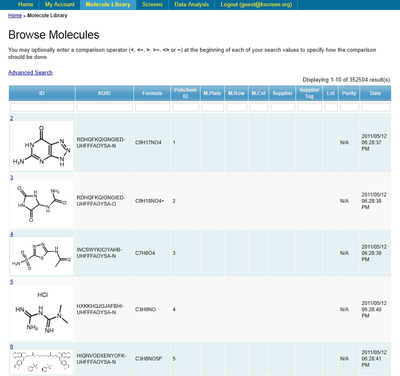 Home My Account Molecule Library Screens Data Analysis Logout (guest@kscreen.org)
Home » Molecule Library
Browse Molecules
You may optionally enter a comparison operator (<, <=, >, >=, <> or =) at the beginning of each of your search values to specify how the comparison
should be done.
Advanced Search
Displaying 1-10 of 352504 result(s).
ID KUID Formula Pubchem ID M.Plate M.Row M.Col Supplier Supplier Tag Lot Purity Date
2
RDHQFKQIGNGIED-
UHFFFAOYSA-N
C9H17NO4 1 N/A
2011/05/12
06:28:37
PM
3
RDHQFKQIGNGIED-
UHFFFAOYSA-O
C9H18NO4+ 2 N/A
2011/05/12
06:28:38
PM
4
INCSWYKICIYAHB-
UHFFFAOYSA-N
C7H8O4 3 N/A
2011/05/12
06:28:39
PM
5
HCl
HXKKHQJGJAFBHI-
UHFFFAOYSA-N
C3H9NO 4 N/A
2011/05/12
06:28:40
PM
6
HIQNVODXENYOFK-
UHFFFAOYSA-N
C3H8NO5P 5 N/A
2011/05/12
06:28:41
PM